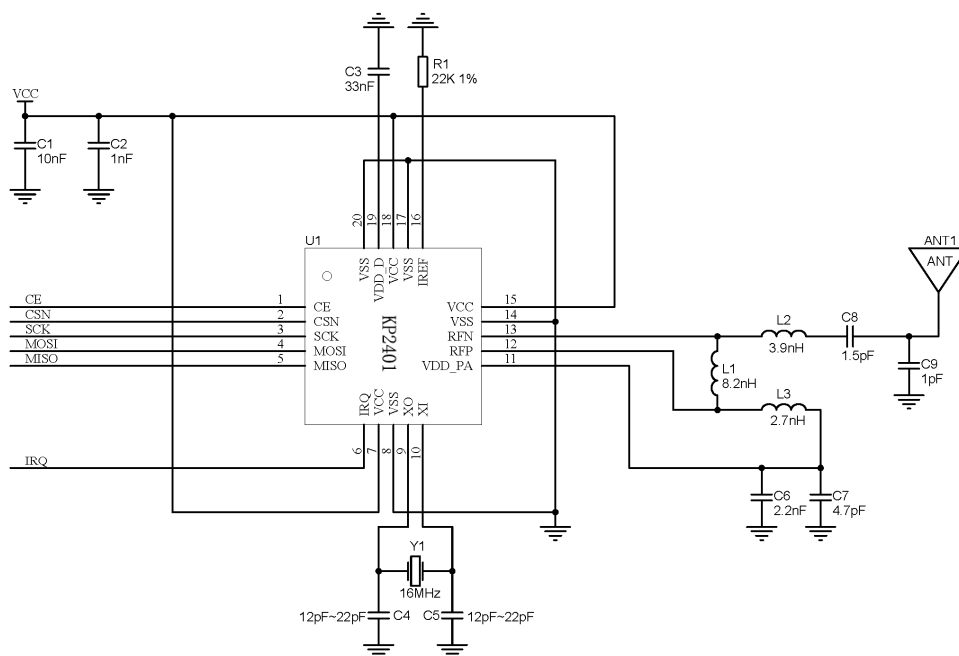 C3
33nF
R1
22K 1%
VCC
C1
10nF
C2
1nF
20
19
18
17
16
U1
VSS
VDD_D
VCC
VSS
IREF
ANT1
ANT
CE
1
CE
VCC
15
CSN
2
CSN
VSS
14
SCK
3
SCK
RFN
13
MOSI
4
MOSI
RFP
12
MISO
5
MISO
VDD_PA
11
KP2401
L2
3.9nH
C8
1.5pF
C9
1pF
L1
8.2nH
L3
2.7nH
IRQ
VCC
VSS
XO
XI
6
7
8
9
10
IRQ
C6
2.2nF
C7
4.7pF
Y1
16MHz
12pF~22pF
C4
C5
12pF~22pF